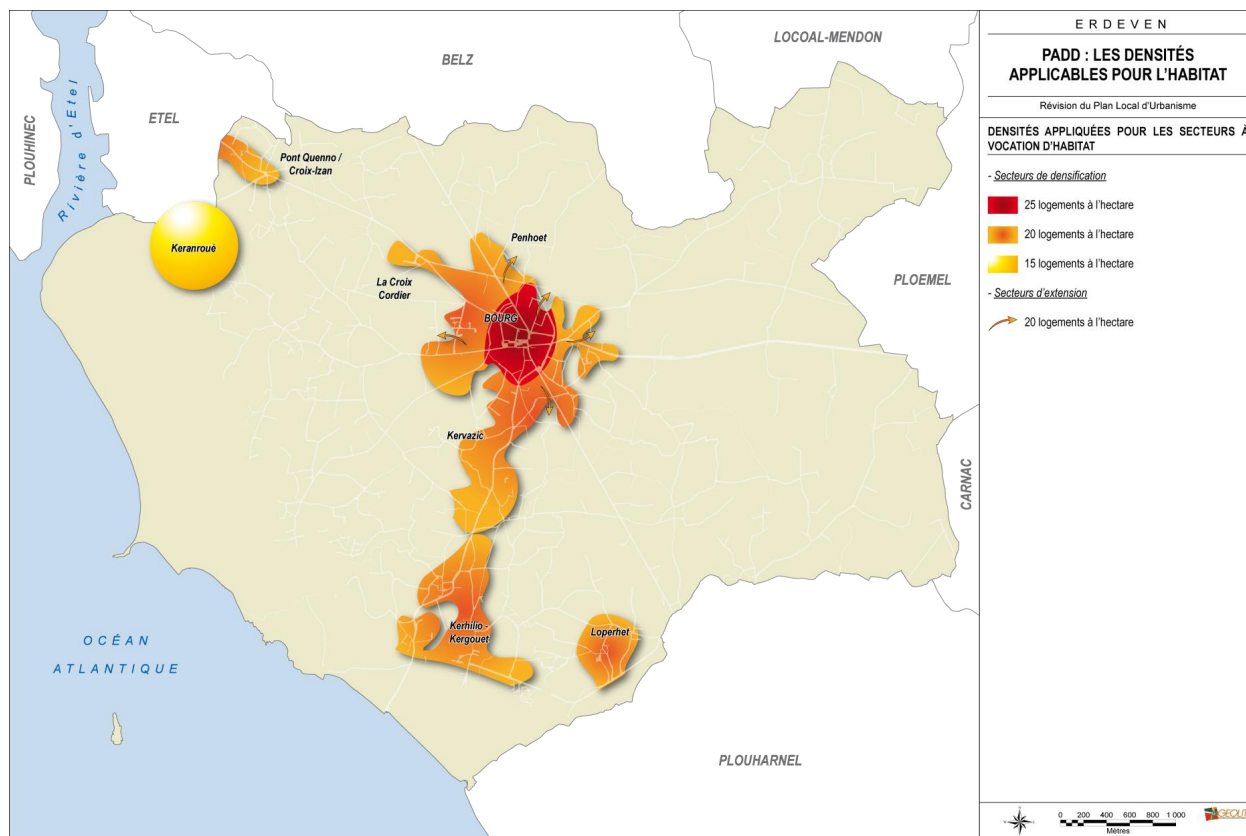 LOCOAL-MENDON
BELZ
ETEL
PLOUHINEC
Rivière d'Etel
Pont Quenno /
Croix-Izan
Keranroué
Penhoet
La Croix
Cordier
BOURG
PLOEMEL
Kervazic
CARNAC
Kerhilio -
Kergouet
Loperhet
OCÉAN
ATLANTIQUE
PLOUHARNEL
ERDEVEN
PADD : LES DENSITÉS
APPLICABLES POUR L'HABITAT
Révision du Plan Local d'Urbanisme
DENSITÉS APPLIQUÉES POUR LES SECTEURS À
VOCATION D'HABITAT
- Secteurs de densification
25 logements à l'hectare
20 logements à l'hectare
15 logements à l'hectare
- Secteurs d'extension
20 logements à l'hectare
0 200 400 600 800 1 000
Mètres